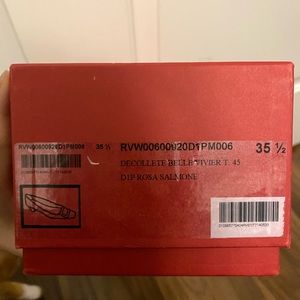 RVW00600920D1PM006 35 ½ RVW00600920D1PM006 35 ½
DECOLLETE BELLE VIVIER T. 45
D1P ROSA SALMONE